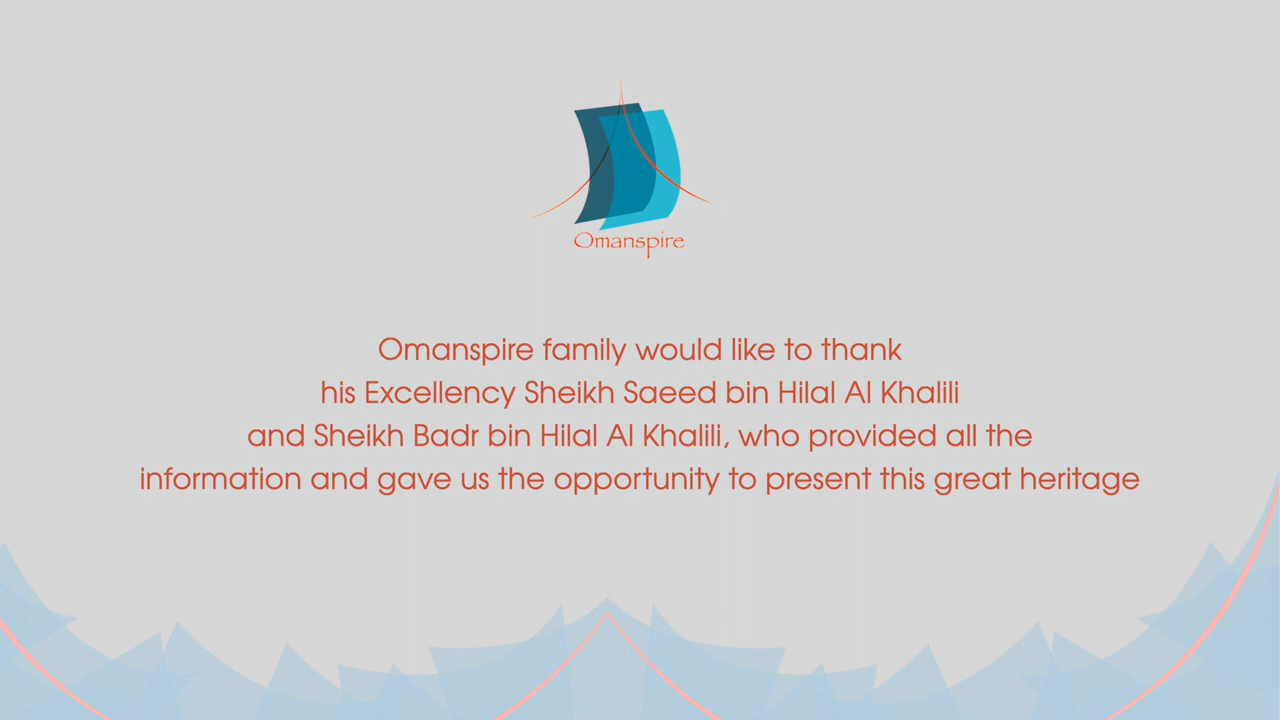 Omanspire
Omanspire family would like to thank
his Excellency Sheikh Saeed bin Hilal Al Khalili
and Sheikh Badr bin Hilal Al Khalili, who provided all the
information and gave us the opportunity to present this great heritage